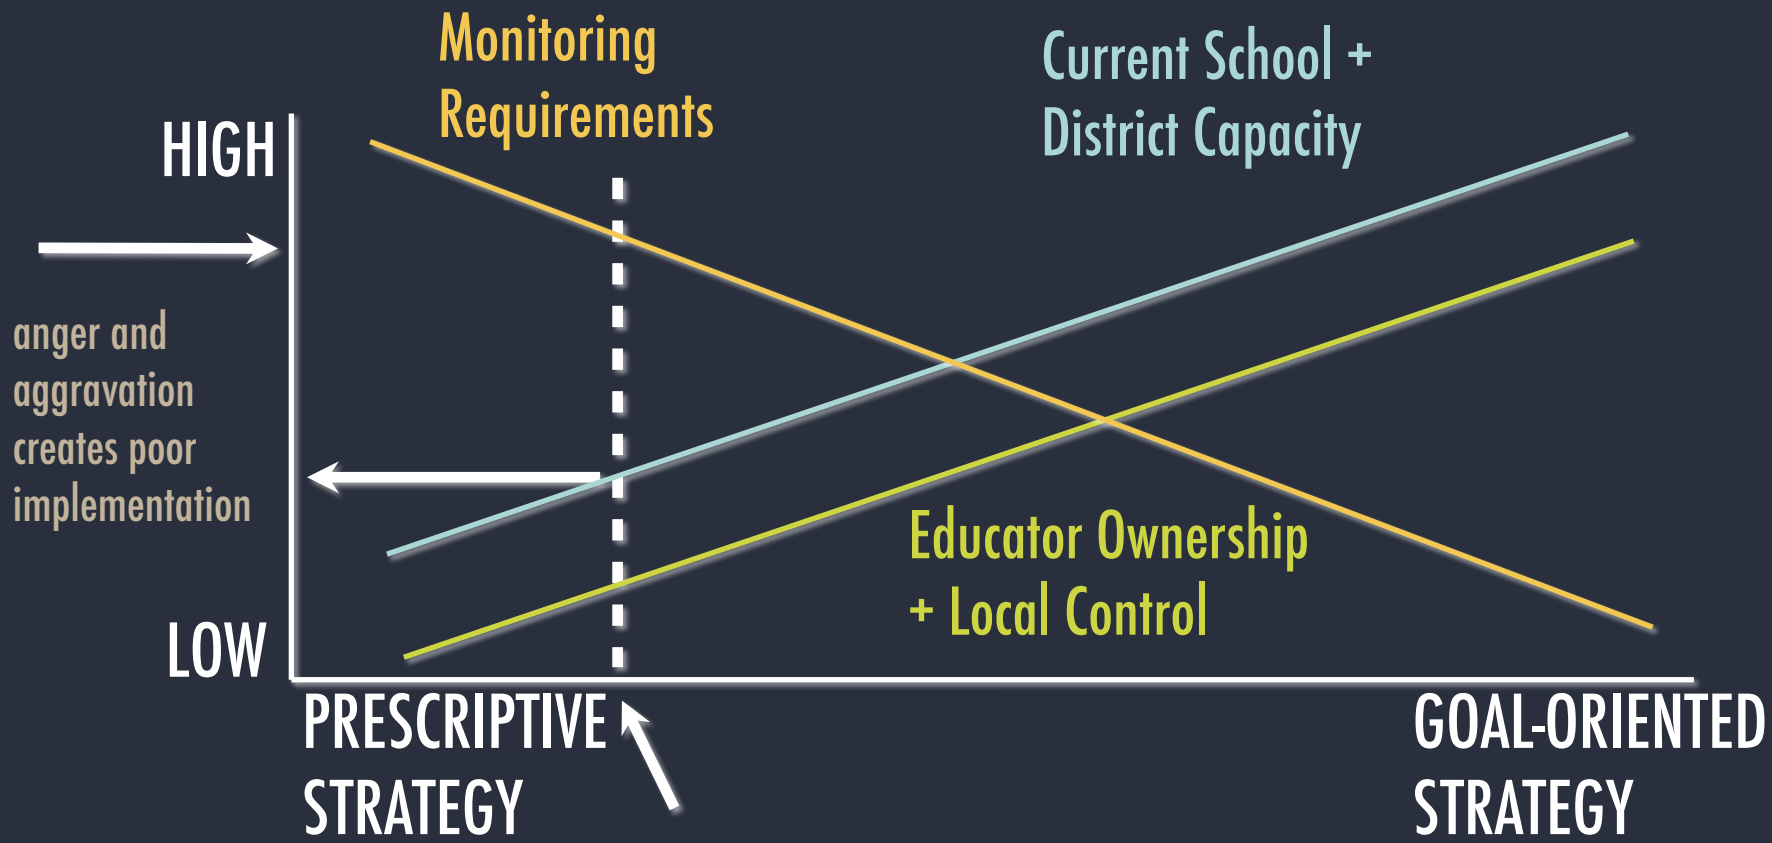 Monitoring
Requirements
Current School +
District Capacity
HIGH
anger and
aggravation
creates poor
implementation
Educator Ownership
+ Local Control
LOW
PRESCRIPTIVE
STRATEGY
GOAL-ORIENTED
STRATEGY